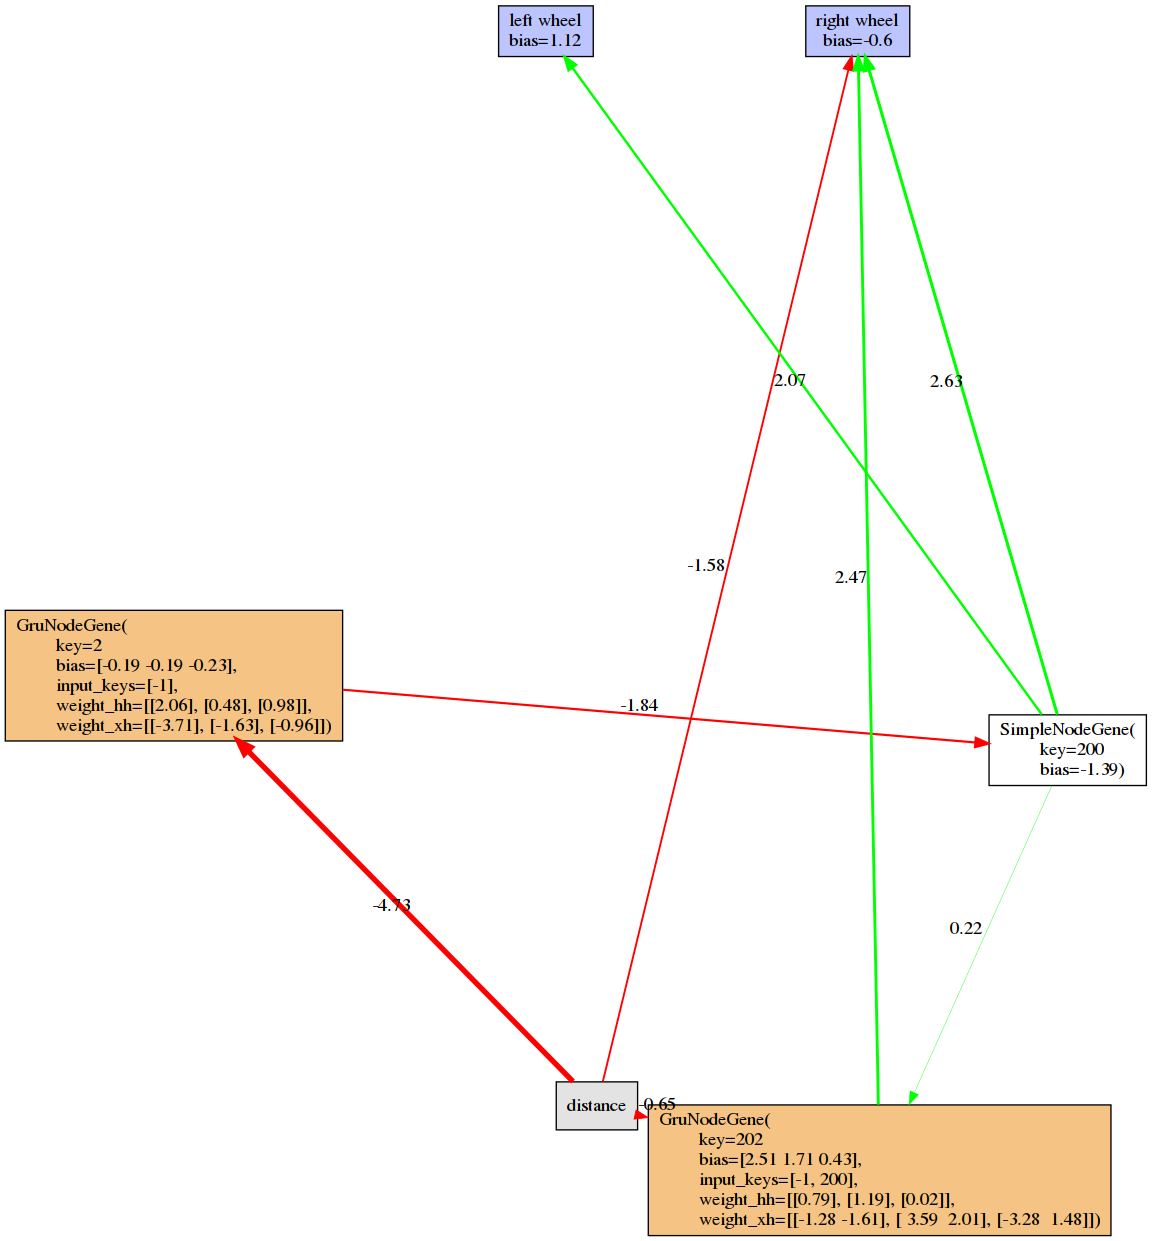 left wheel
bias=1.12
right wheel
bias=-0.6
2.07
2.63
-1.58
2.47
GruNodeGene(
key=2
bias=[-0.19 -0.19 -0.23],
input_keys=[-1],
weight_hh=[[2.06], [0.48], [0.98]],
weight_xh=[[-3.71], [-1.63], [-0.96]])
-1.84
SimpleNodeGene(
key=200
bias=-1.39)
-4.73
0.22
distance
-0.65
GruNodeGene(
key=202
bias=[2.51 1.71 0.43],
input_keys=[-1, 200],
weight_hh=[[0.79], [1.19], [0.02]],
weight_xh=[[-1.28 -1.61], [ 3.59  2.01], [-3.28  1.48]])